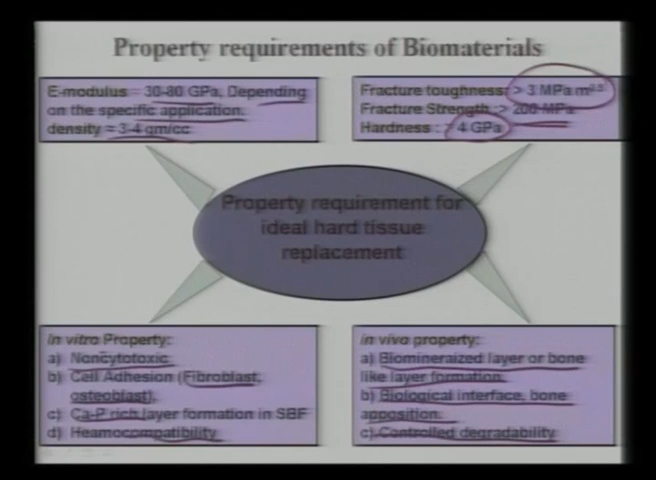 Property requirements of Biomaterials
E-modulus = 30-80 GPa, Depending
on the specific application.
density = 3-4 gm/cc
Fracture toughness: > 3 MPa m0.5
Fracture Strength :> 200 MPa
Hardness : > 4 GPa
Property requirement for
ideal hard tissue
replacement
In vitro Property:
a) Noncytotoxic
b) Cell Adhesion (Fibroblast,
osteoblast),
c) Ca-P rich layer formation in SBF
d) Heamocompatibility
in vivo property:
a) Biomineraized layer or bone
like layer formation.
b) Biological interface, bone
apposition.
c) Controlled degradability